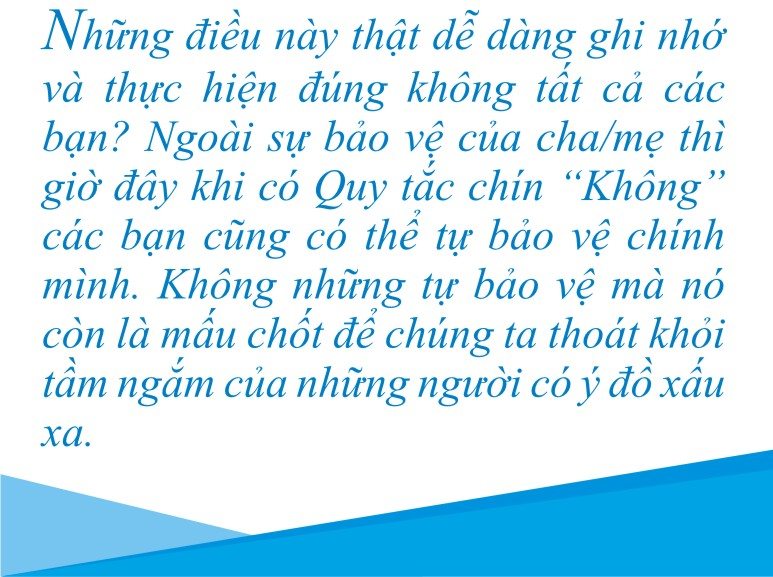 Những điều này thật dễ dàng ghi nhớ
và thực hiện đúng không tất cả các
bạn? Ngoài sự bảo vệ của cha/mẹ thì
giờ đây khi có Quy tắc chín “Không”
các bạn cũng có thể tự bảo vệ chính
mình. Không những tự bảo vệ mà nó
còn là mấu chốt để chúng ta thoát khỏi
tầm ngắm của những người có ý đồ xấu
xa.